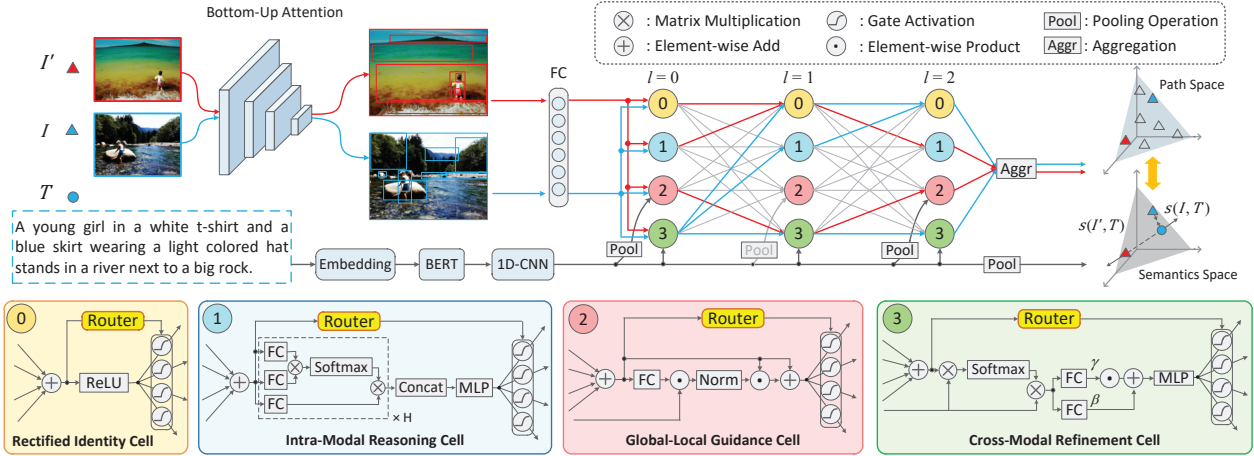 Bottom-Up Attention
I′
I
T
A young girl in a white t-shirt and a
blue skirt wearing a light colored hat
stands in a river next to a big rock.
Embedding
BERT
1D-CNN
FC
: Matrix Multiplication
: Gate Activation
Pool : Pooling Operation
: Element-wise Add
: Element-wise Product
Aggr : Aggregation
l = 0
l = 1
l = 2
0 0 0
1 1 1
2 2 2
3 3 3
Pool
Pool
Pool
Pool
Aggr
Path Space
s(I, T)
s(I′, T)
Semantics Space
0
Router
ReLU
Rectified Identity Cell
1
Router
FC
FC
FC
Softmax
Concat
MLP
× H
Intra-Modal Reasoning Cell
2
Router
FC
Norm
Global-Local Guidance Cell
3
Router
Softmax
FC
γ
FC
β
MLP
Cross-Modal Refinement Cell